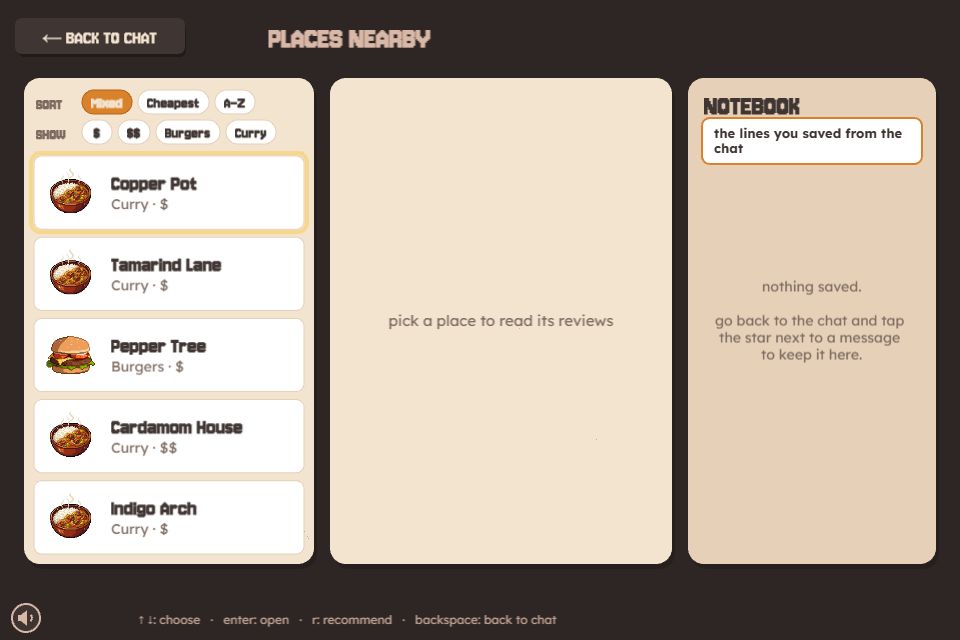 ← BACK TO CHAT
PLACES NEARBY
SORT Mixed Cheapest A-Z
SHOW $ $$ Burgers Curry
Copper Pot
Curry · $
Tamarind Lane
Curry · $
Pepper Tree
Burgers · $
Cardamom House
Curry · $$
Indigo Arch
Curry · $
pick a place to read its reviews
NOTEBOOK
the lines you saved from the
chat
nothing saved.
go back to the chat and tap
the star next to a message
to keep it here.
↑ ↓: choose · enter: open · r: recommend · backspace: back to chat